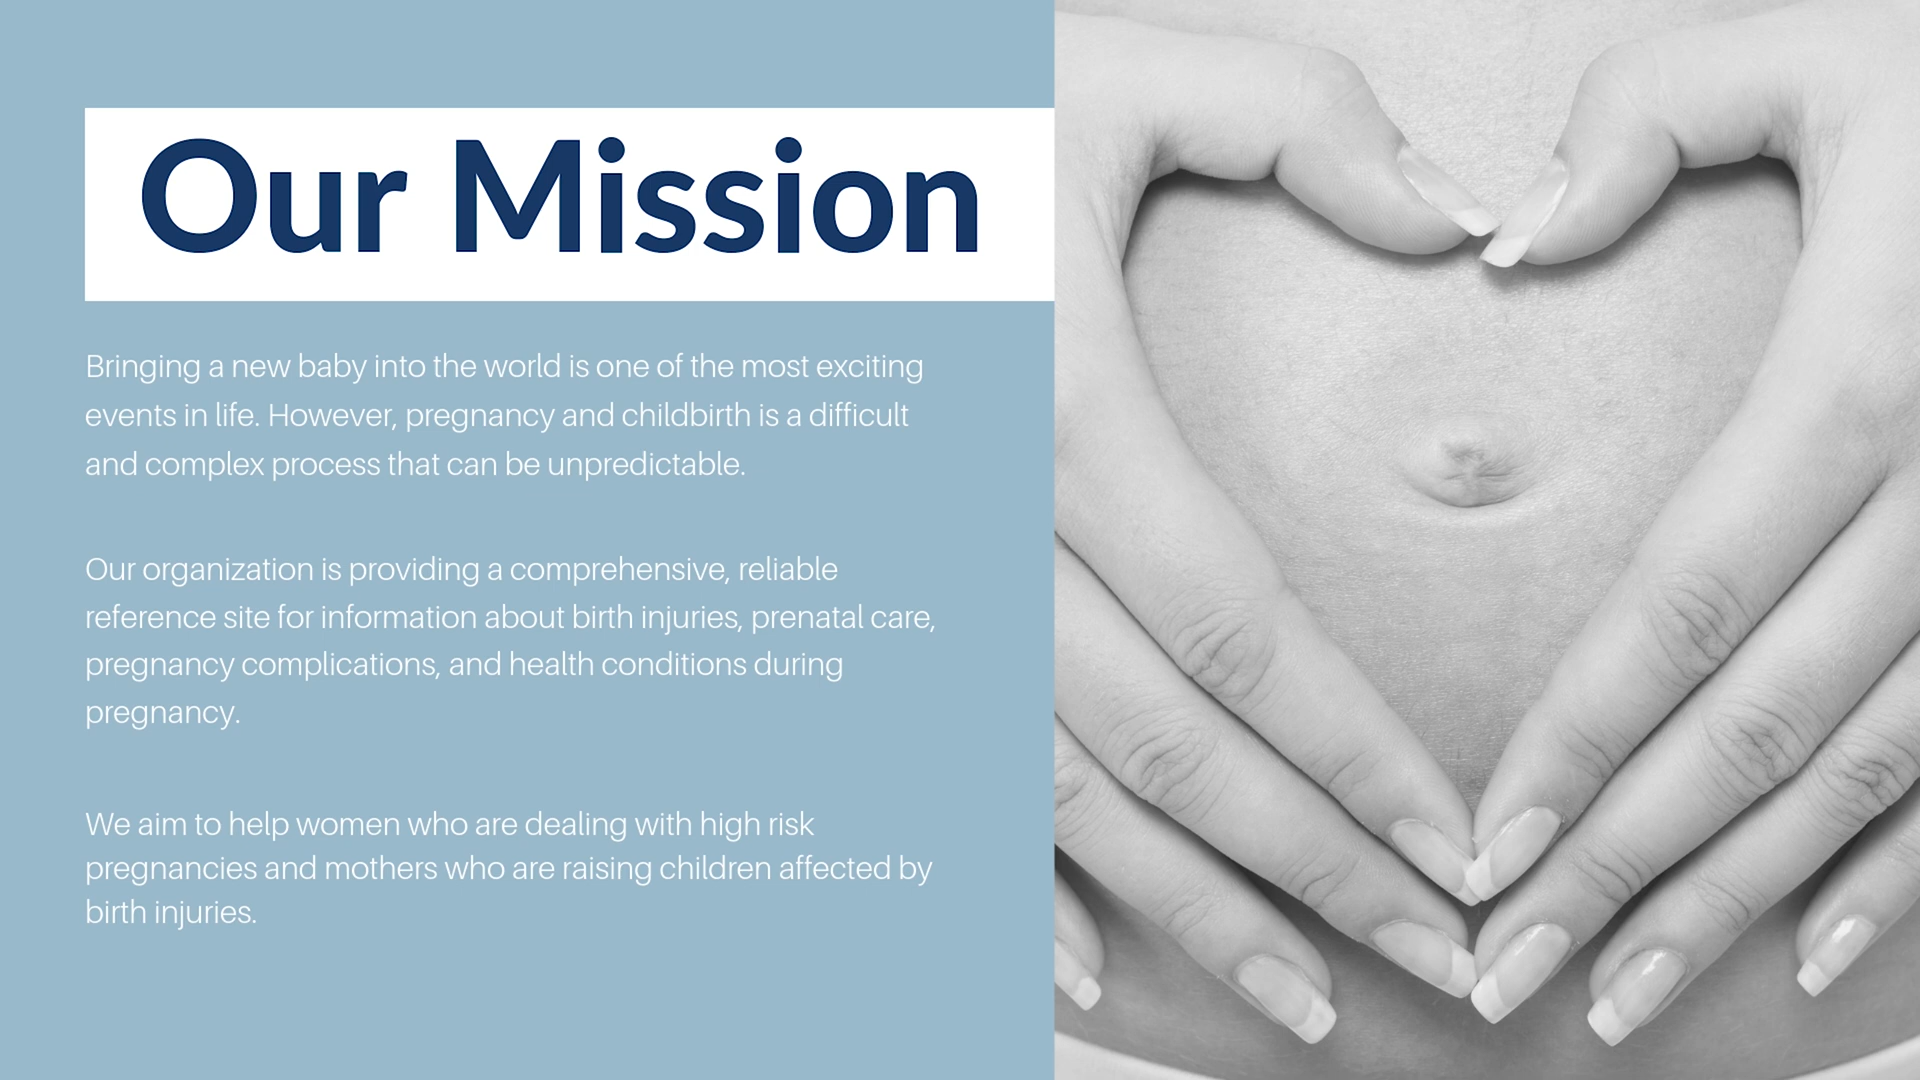 Our Mission
Bringing a new baby into the world is one of the most exciting
events in life. However, pregnancy and childbirth is a difficult
and complex process that can be unpredictable.
Our organization is providing a comprehensive, reliable
reference site for information about birth injuries, prenatal care,
pregnancy complications, and health conditions during
pregnancy.
We aim to help women who are dealing with high risk
pregnancies and mothers who are raising children affected by
birth injuries.